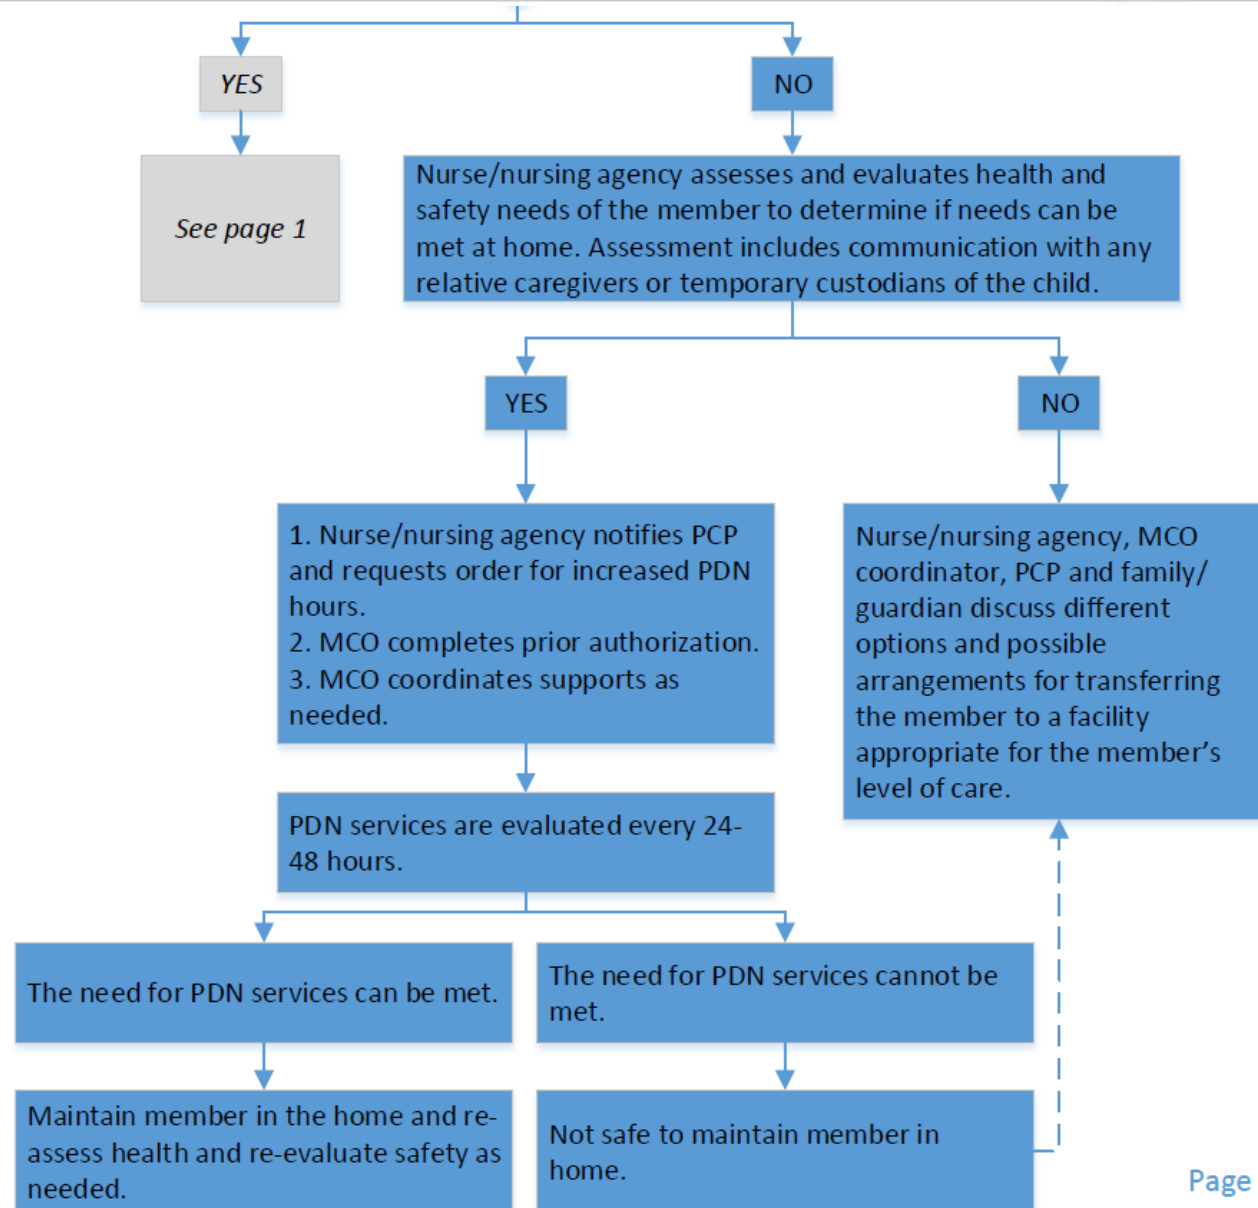 YES
NO
See page 1
Nurse/nursing agency assesses and evaluates health and
safety needs of the member to determine if needs can be
met at home. Assessment includes communication with any
relative caregivers or temporary custodians of the child.
YES
NO
1. Nurse/nursing agency notifies PCP
and requests order for increased PDN
hours.
2. MCO completes prior authorization.
3. MCO coordinates supports as
needed.
Nurse/nursing agency, MCO
coordinator, PCP and family/
guardian discuss different
options and possible
arrangements for transferring
the member to a facility
appropriate for the member’s
level of care.
PDN services are evaluated every 24-
48 hours.
The need for PDN services can be met.
The need for PDN services cannot be
met.
Maintain member in the home and re-
assess health and re-evaluate safety as
needed.
Not safe to maintain member in
home.
Page